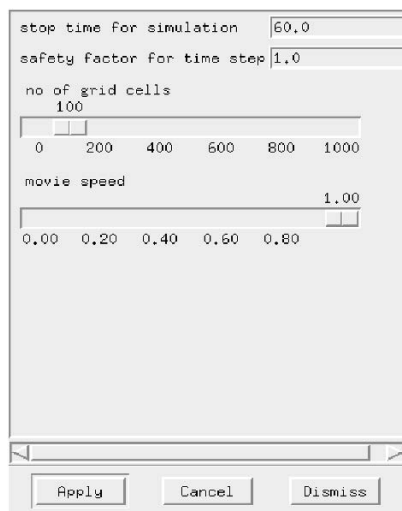 stop time for simulation 60.0
safety factor for time step 1.0
no of grid cells
100
0 200 400 600 800 1000
movie speed
1.00
0.00 0.20 0.40 0.60 0.80
Apply Cancel Dismiss